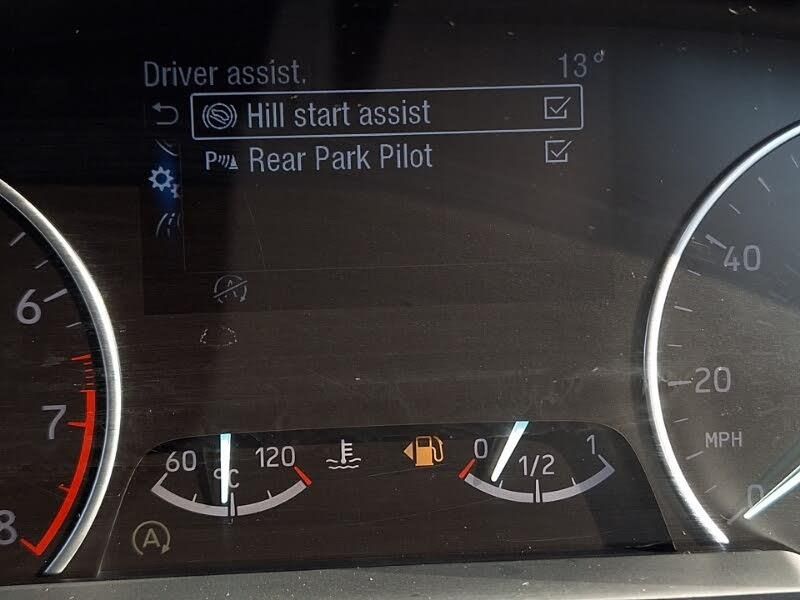 Driver assist. 13°
Hill start assist
P Rear Park Pilot
A
6
7
8
60 °C 120
0 1/2 1
A
40
20
MPH
0